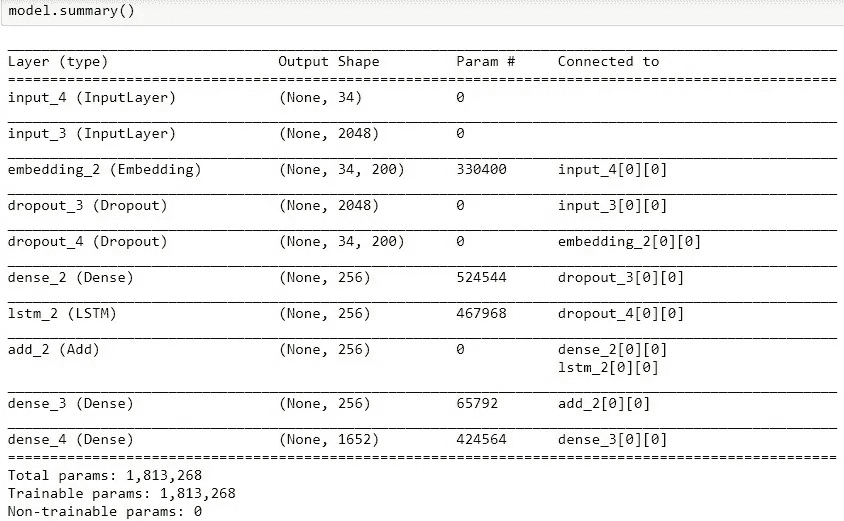 model.summary()
Layer (type) Output Shape Param # Connected to
input_4 (InputLayer) (None, 34) 0
input_3 (InputLayer) (None, 2048) 0
embedding_2 (Embedding) (None, 34, 200) 330400 input_4[0][0]
dropout_3 (Dropout) (None, 2048) 0 input_3[0][0]
dropout_4 (Dropout) (None, 34, 200) 0 embedding_2[0][0]
dense_2 (Dense) (None, 256) 524544 dropout_3[0][0]
lstm_2 (LSTM) (None, 256) 467968 dropout_4[0][0]
add_2 (Add) (None, 256) 0 dense_2[0][0]
lstm_2[0][0]
dense_3 (Dense) (None, 256) 65792 add_2[0][0]
dense_4 (Dense) (None, 1652) 424564 dense_3[0][0]
Total params: 1,813,268
Trainable params: 1,813,268
Non-trainable params: 0